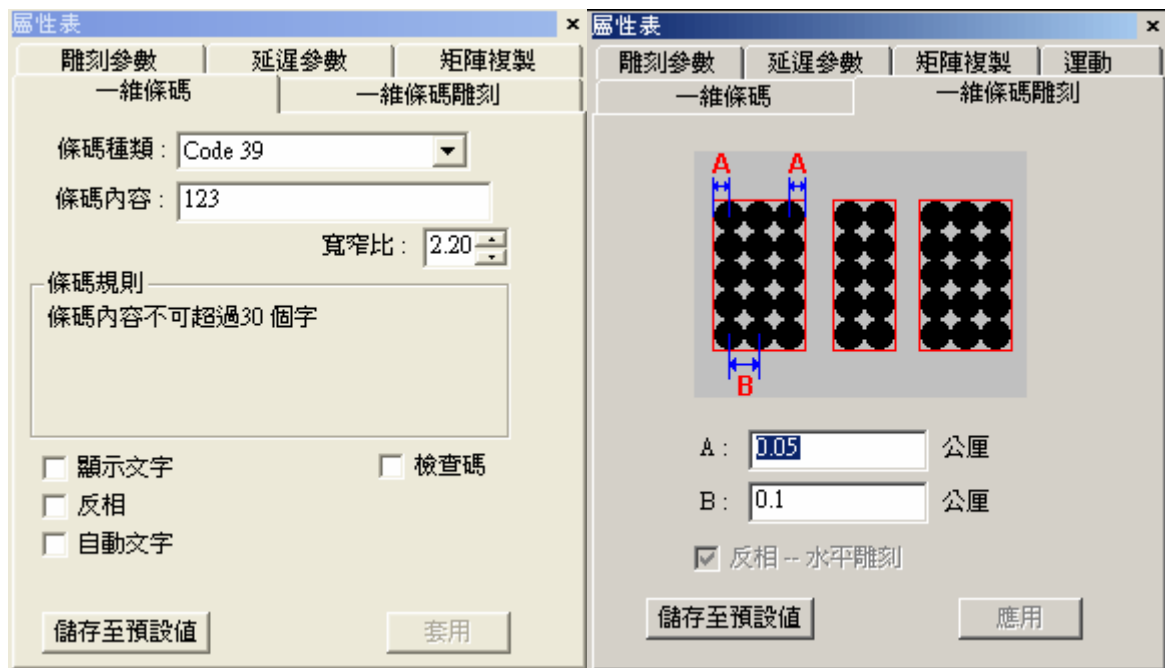 屬性表
雕刻參數 延遲參數 矩陣複製
一維條碼 一維條碼雕刻
條碼種類 : Code 39
條碼內容 : 123
寬窄比 : 2.20
條碼規則
條碼內容不可超過30 個字
顯示文字 檢查碼
反相
自動文字
儲存至預設值 套用
屬性表
雕刻參數 延遲參數 矩陣複製 運動
一維條碼 一維條碼雕刻
A A
B
A : 0.05 公厘
B : 0.1 公厘
反相 -- 水平雕刻
儲存至預設值 應用